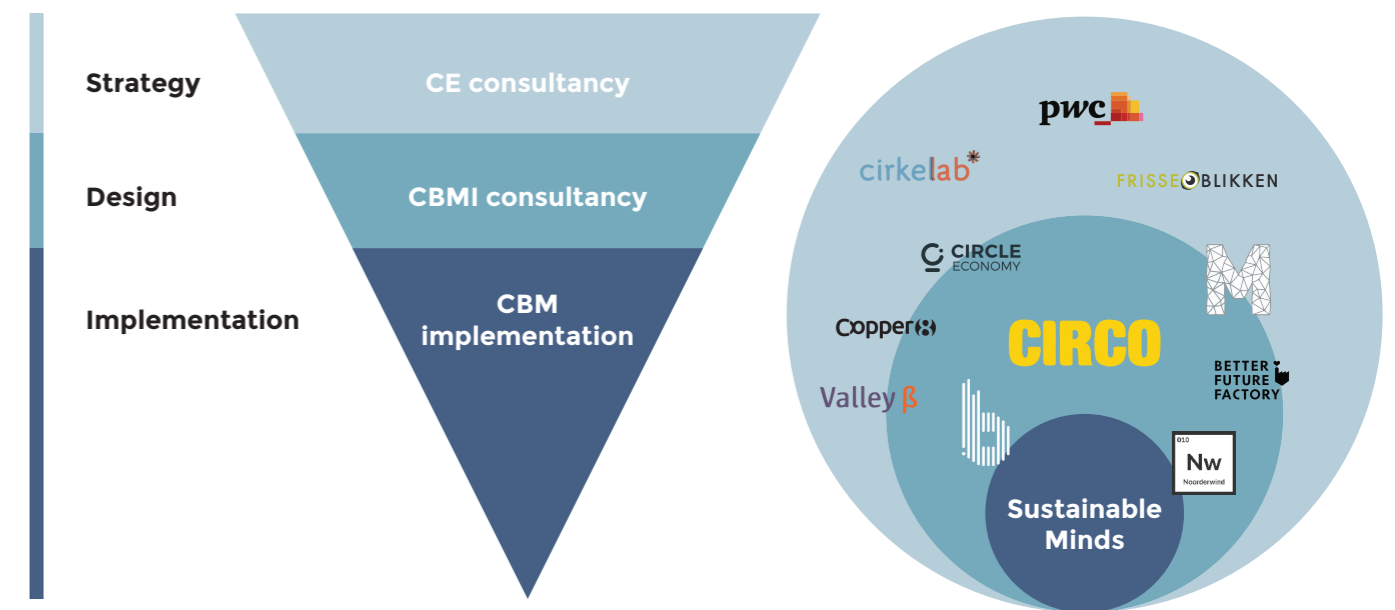 Strategy
CE consultancy
Design
CBMI consultancy
Implementation
CBM
implementation
pwc
cirkelab*
FRISSE BLIKKEN
CIRCLE
ECONOMY
M
Copper8
CIRCO
BETTER
FUTURE
FACTORY
Valley β
b
010
Nw
Noorderwind
Sustainable
Minds